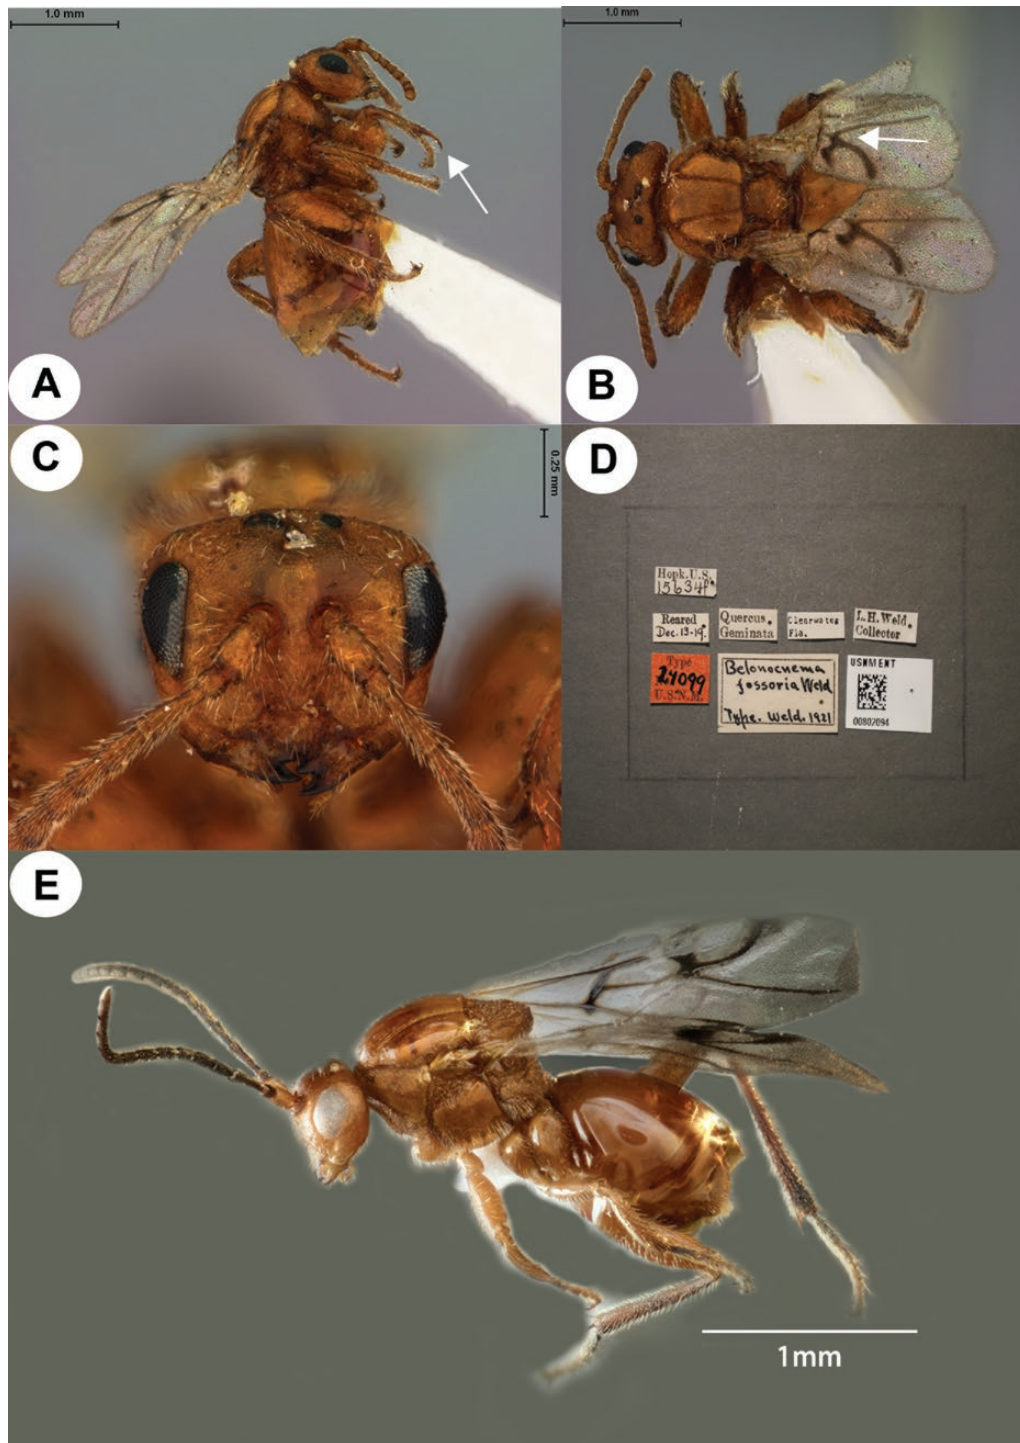 1.0 mm
A
1.0 mm
B
C
0.25 mm
D
Hopk. U.S.
15634f.
Reared
Dec. 13-19.
Quercus.
Geminata
Clearwater
Fla.
L.H. Weld.
Collector
Type
24099
U.S.N.M.
Belonocnema
fossoria Weld
Type. Weld. 1921
USNMENT
00802094
E
1mm